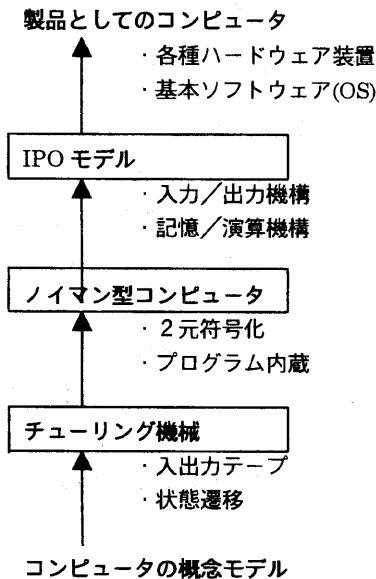 製品としてのコンピュータ
・各種ハードウェア装置
・基本ソフトウェア(OS)
IPOモデル
・入力／出力機構
・記憶／演算機構
ノイマン型コンピュータ
・２元符号化
・プログラム内蔵
チューリング機械
・入出力テープ
・状態遷移
コンピュータの概念モデル